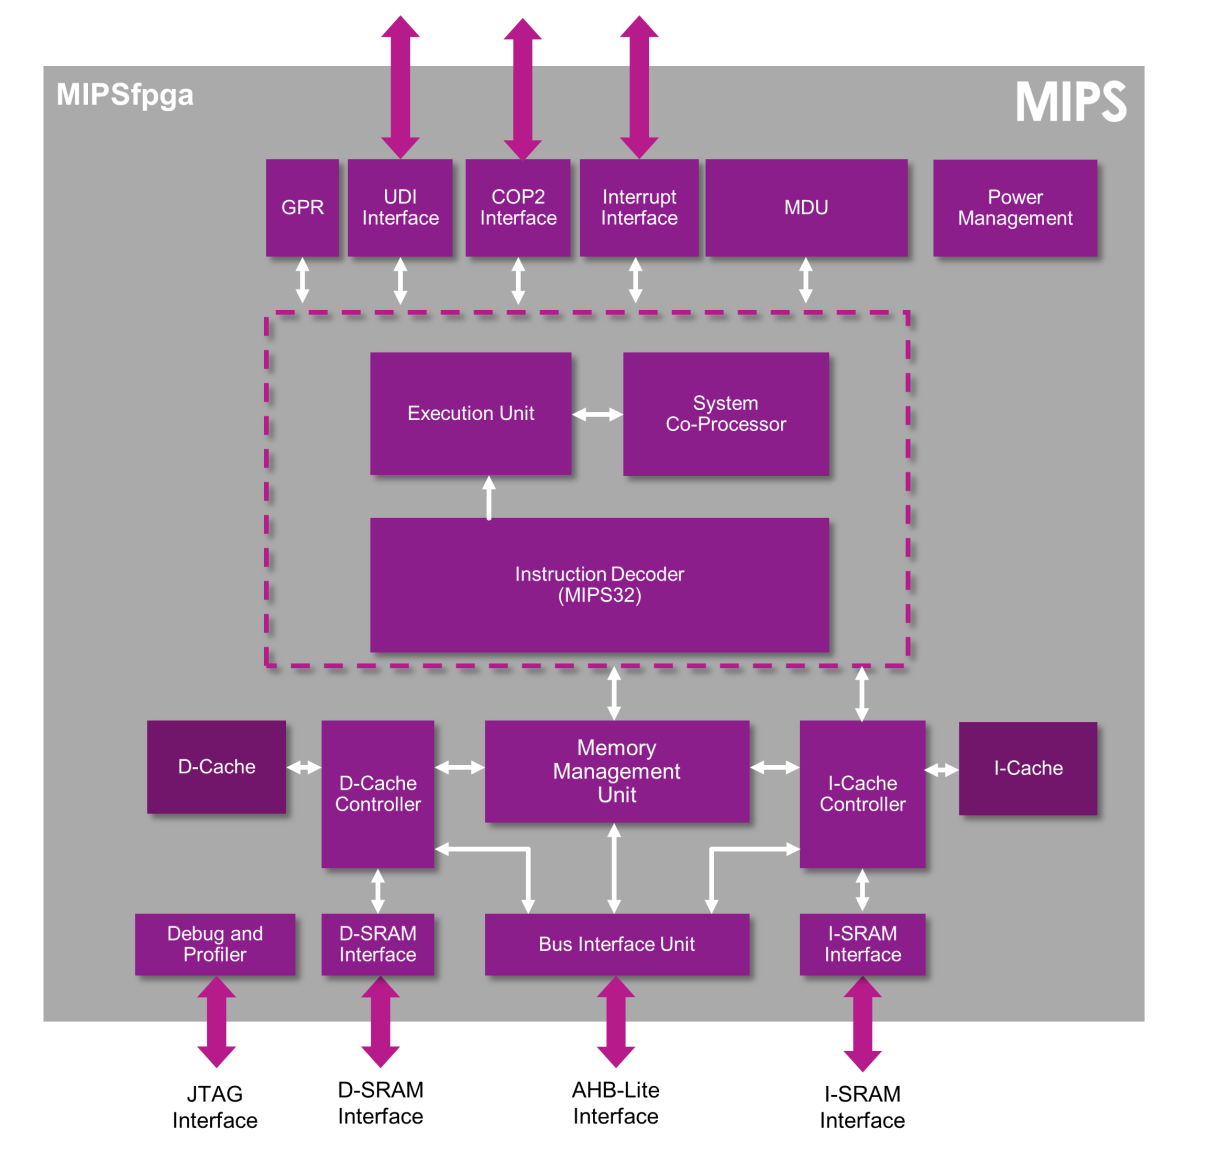 MIPSfpga
MIPS
GPR
UDI
Interface
COP2
Interface
Interrupt
Interface
MDU
Power
Management
Execution Unit
System
Co-Processor
Instruction Decoder
(MIPS32)
D-Cache
D-Cache
Controller
Memory
Management
Unit
I-Cache
Controller
I-Cache
Debug and
Profiler
D-SRAM
Interface
Bus Interface Unit
I-SRAM
Interface
JTAG
Interface
D-SRAM
Interface
AHB-Lite
Interface
I-SRAM
Interface